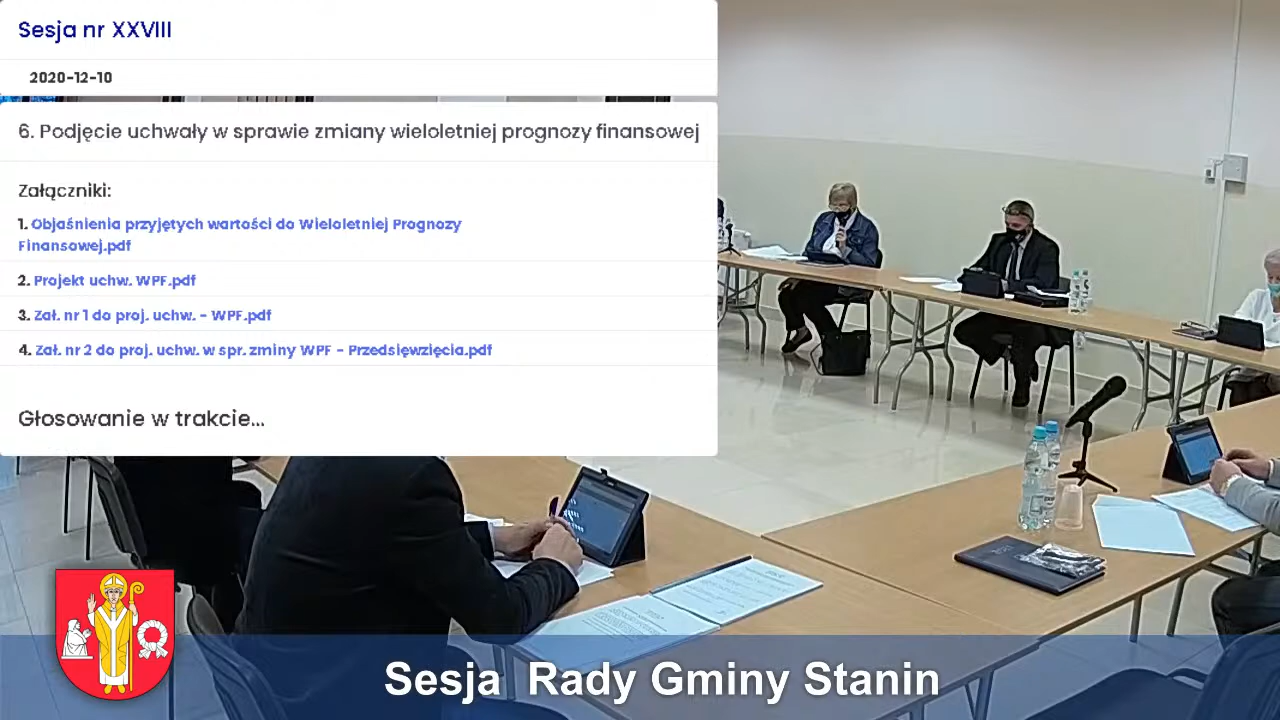 Sesja nr XXVIII
2020-12-10
6. Podjęcie uchwały w sprawie zmiany wieloletniej prognozy finansowej
Załączniki:
1. Objaśnienia przyjętych wartości do Wieloletniej Prognozy
Finansowej.pdf
2. Projekt uchw. WPF.pdf
3. Zał. nr 1 do proj. uchw. - WPF.pdf
4. Zał. nr 2 do proj. uchw. w spr. zminy WPF - Przedsięwzięcia.pdf
Głosowanie w trakcie...
Sesja Rady Gminy Stanin